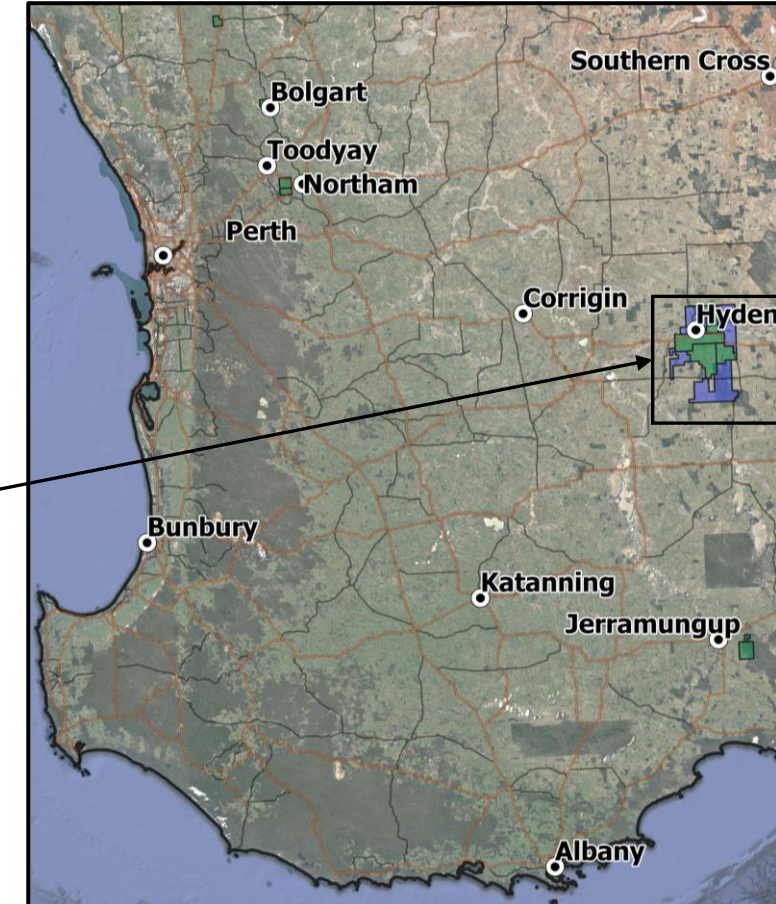 Southern Cross
Bolgart
Toodyay
Northam
Perth
Corrigin
Hyden
Bunbury
Katanning
Jerramungup
Albany